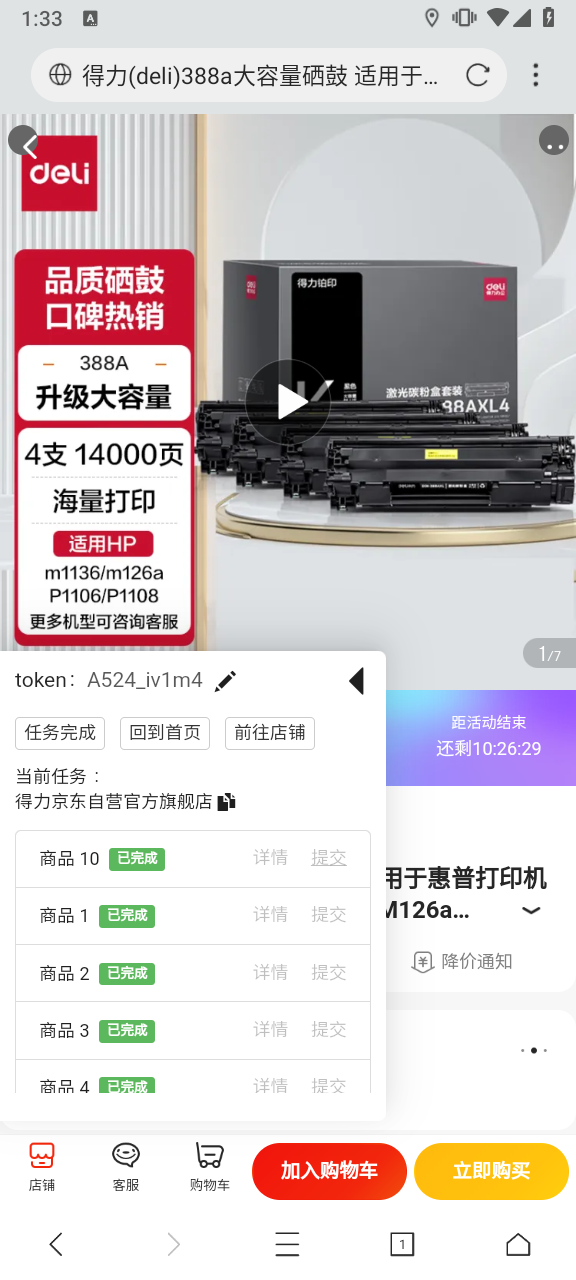 1:33
A
得力(deli)388a大容量硒鼓 适用于...
deli
品质硒鼓
口碑热销
388A
升级大容量
4支 14000页
海量打印
适用HP
m1136/m126a
P1106/P1108
更多机型可咨询客服
得力铂印
deli
黑色
激光碳粉盒套装
88AXL4
1/7
token： A524_iv1m4
任务完成
回到首页
前往店铺
当前任务：
得力京东自营官方旗舰店
商品 10 已完成 详情 提交
商品 1 已完成 详情 提交
商品 2 已完成 详情 提交
商品 3 已完成 详情 提交
商品 4 已完成 详情 提交
距活动结束
还剩10:26:29
用于惠普打印机
M126a...
降价通知
店铺
客服
购物车
加入购物车
立即购买
1